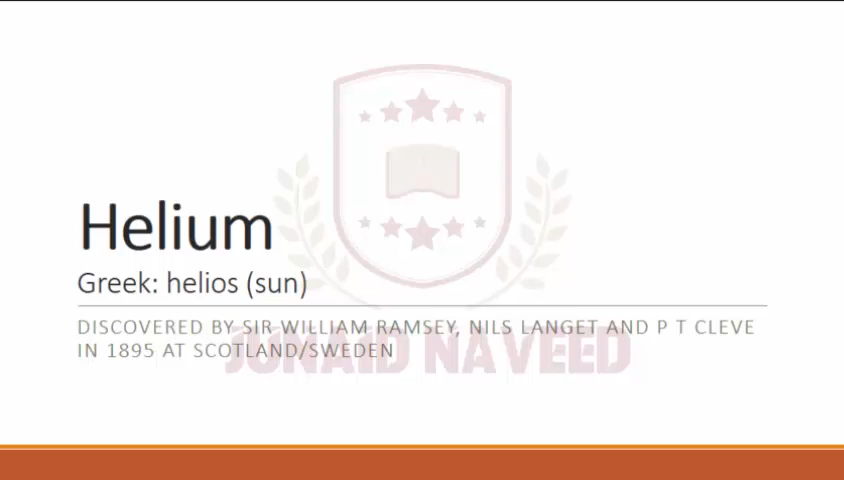 Helium
Greek: helios (sun)
DISCOVERED BY SIR WILLIAM RAMSEY, NILS LANGET AND P T CLEVE
IN 1895 AT SCOTLAND/SWEDEN
JUNAID NAVEED